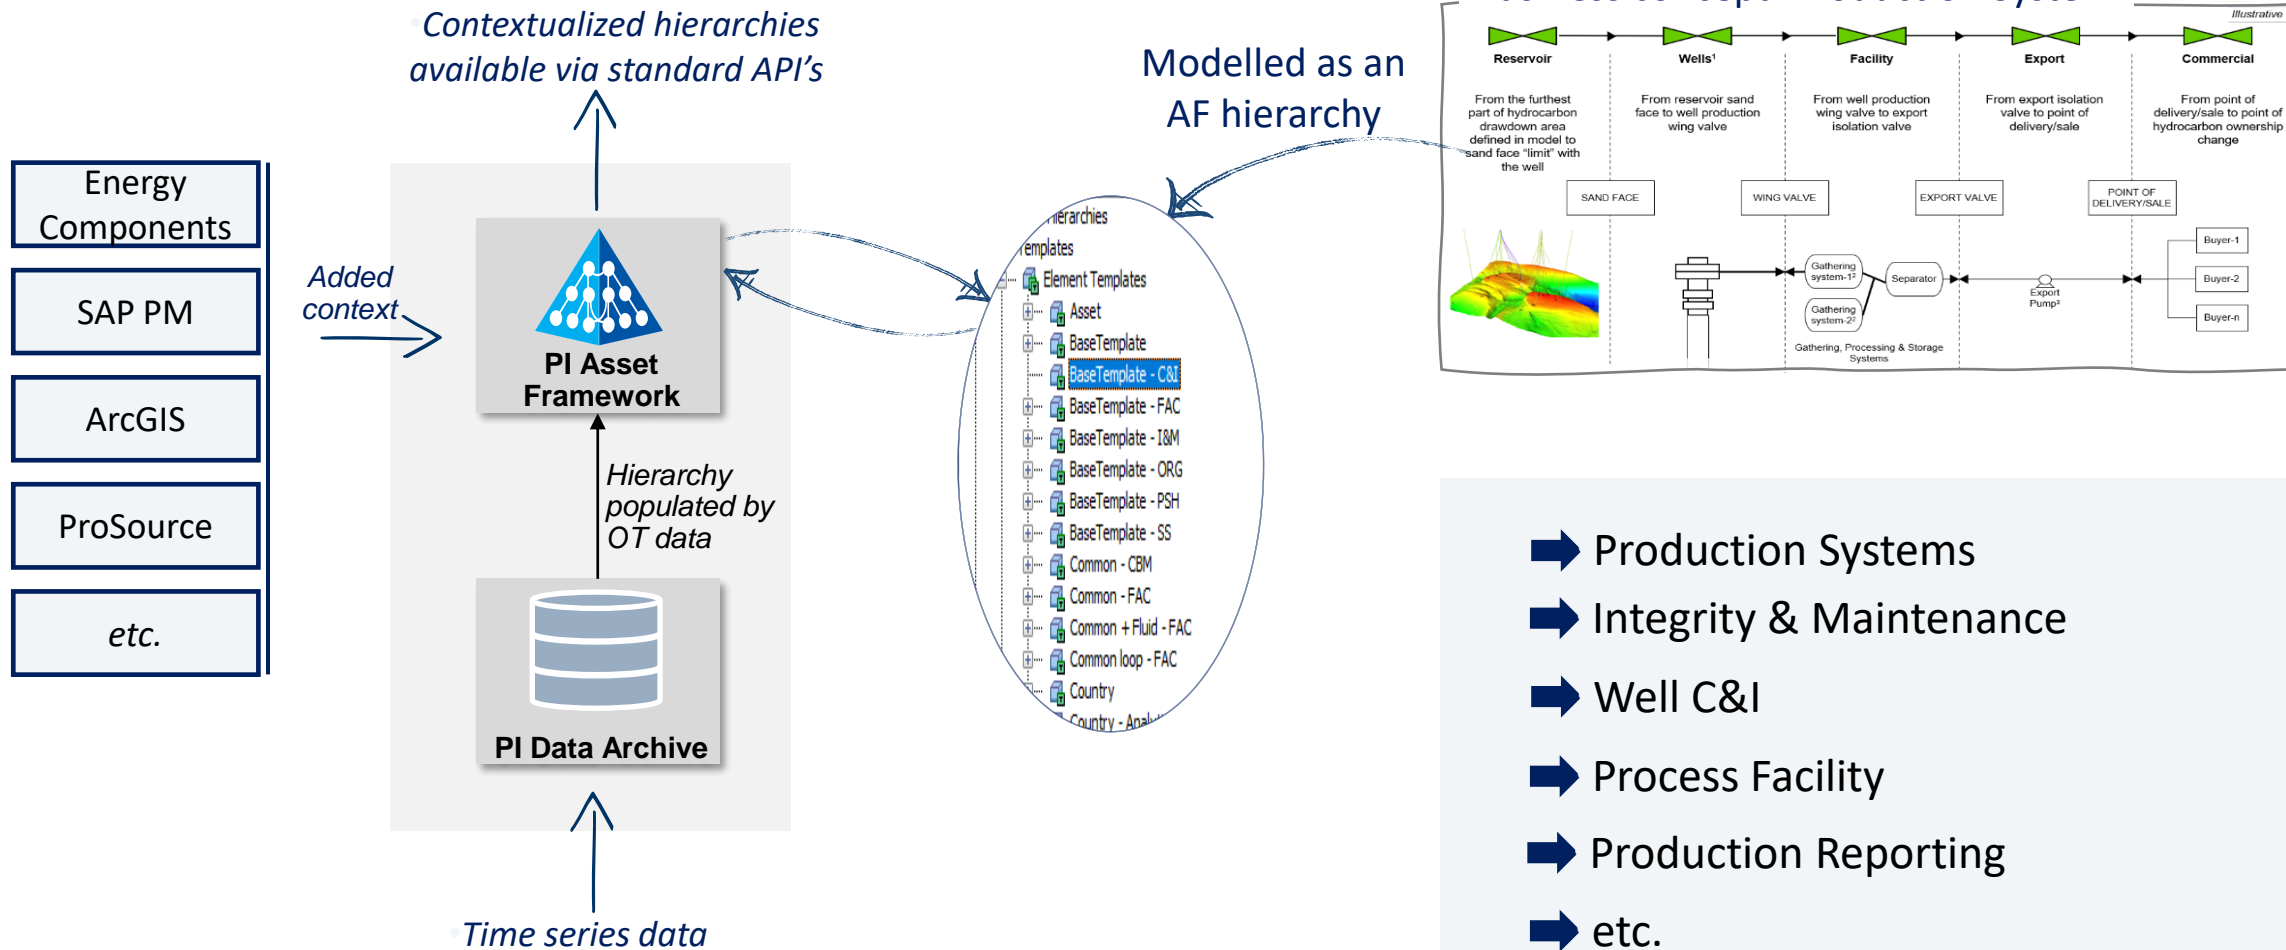 Contextualized hierarchies
available via standard API's
Energy
Components
SAP PM
ArcGIS
ProSource
etc.
Added
context
PI Asset
Framework
Hierarchy
populated by
OT data
PI Data Archive
Time series data
Modelled as an
AF hierarchy
Hierarchies
Templates
Element Templates
Asset
BaseTemplate
BaseTemplate - C&I
BaseTemplate - FAC
BaseTemplate - I&M
BaseTemplate - ORG
BaseTemplate - PSH
BaseTemplate - SS
Common - CBM
Common - FAC
Common + Fluid - FAC
Common loop - FAC
Country
Country - Analy
Illustrative
Reservoir
Wells¹
Facility
Export
Commercial
From the furthest
part of hydrocarbon
drawdown area
defined in model to
sand face "limit" with
the well
From reservoir sand
face to well production
wing valve
From well production
wing valve to export
isolation valve
From export isolation
valve to point of
delivery/sale
From point of
delivery/sale to point of
hydrocarbon ownership
change
SAND FACE
WING VALVE
EXPORT VALVE
POINT OF
DELIVERY/SALE
Gathering
system-1²
Gathering
system-2²
Separator
Export
Pump³
Buyer-1
Buyer-2
Buyer-n
Gathering, Processing & Storage
Systems
Production Systems
Integrity & Maintenance
Well C&I
Process Facility
Production Reporting
etc.